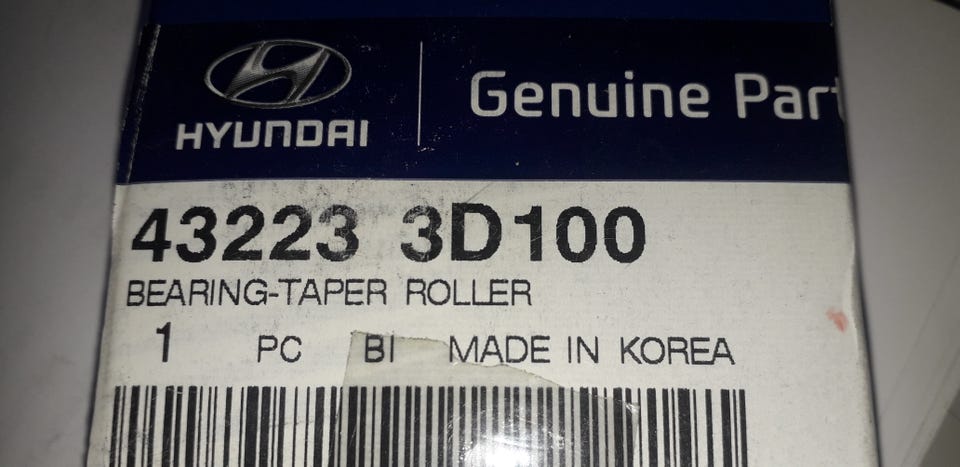 HYUNDAI
Genuine Part
43223 3D100
BEARING-TAPER ROLLER
1 PC BI MADE IN KOREA